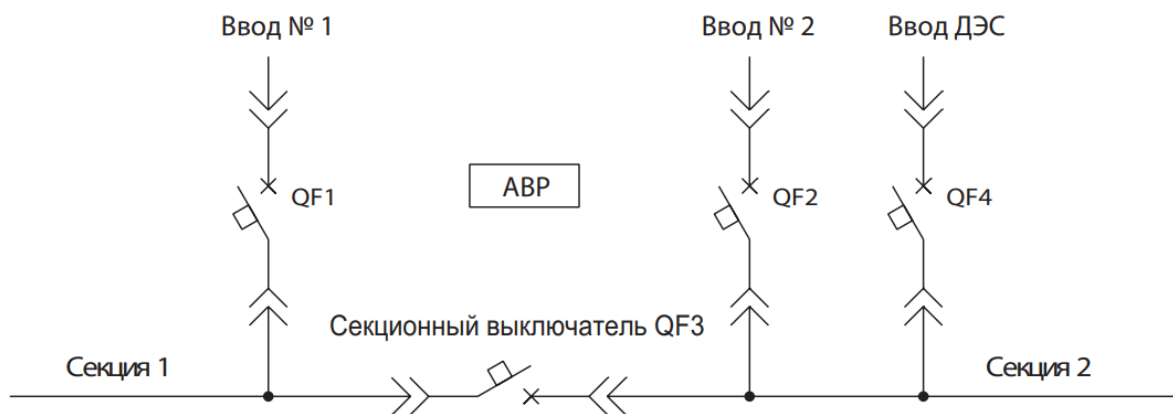 Ввод № 1
Ввод № 2
Ввод ДЭС
АВР
QF1
QF2
QF4
Секционный выключатель QF3
Секция 1
Секция 2